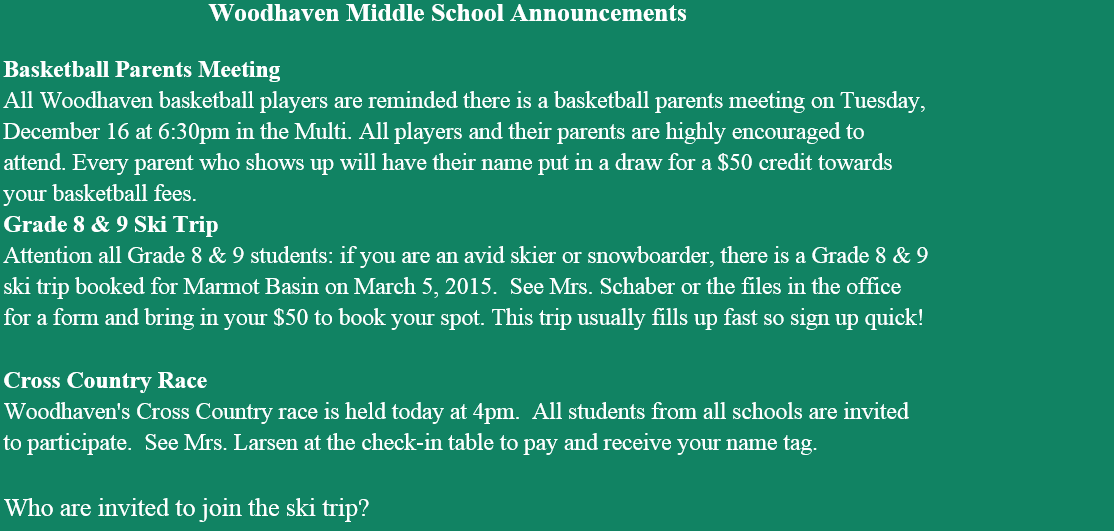 Woodhaven Middle School Announcements
Basketball Parents Meeting
All Woodhaven basketball players are reminded there is a basketball parents meeting on Tuesday,
December 16 at 6:30pm in the Multi. All players and their parents are highly encouraged to
attend. Every parent who shows up will have their name put in a draw for a $50 credit towards
your basketball fees.
Grade 8 & 9 Ski Trip
Attention all Grade 8 & 9 students: if you are an avid skier or snowboarder, there is a Grade 8 & 9
ski trip booked for Marmot Basin on March 5, 2015.  See Mrs. Schaber or the files in the office
for a form and bring in your $50 to book your spot. This trip usually fills up fast so sign up quick!
Cross Country Race
Woodhaven's Cross Country race is held today at 4pm.  All students from all schools are invited
to participate.  See Mrs. Larsen at the check-in table to pay and receive your name tag.
Who are invited to join the ski trip?